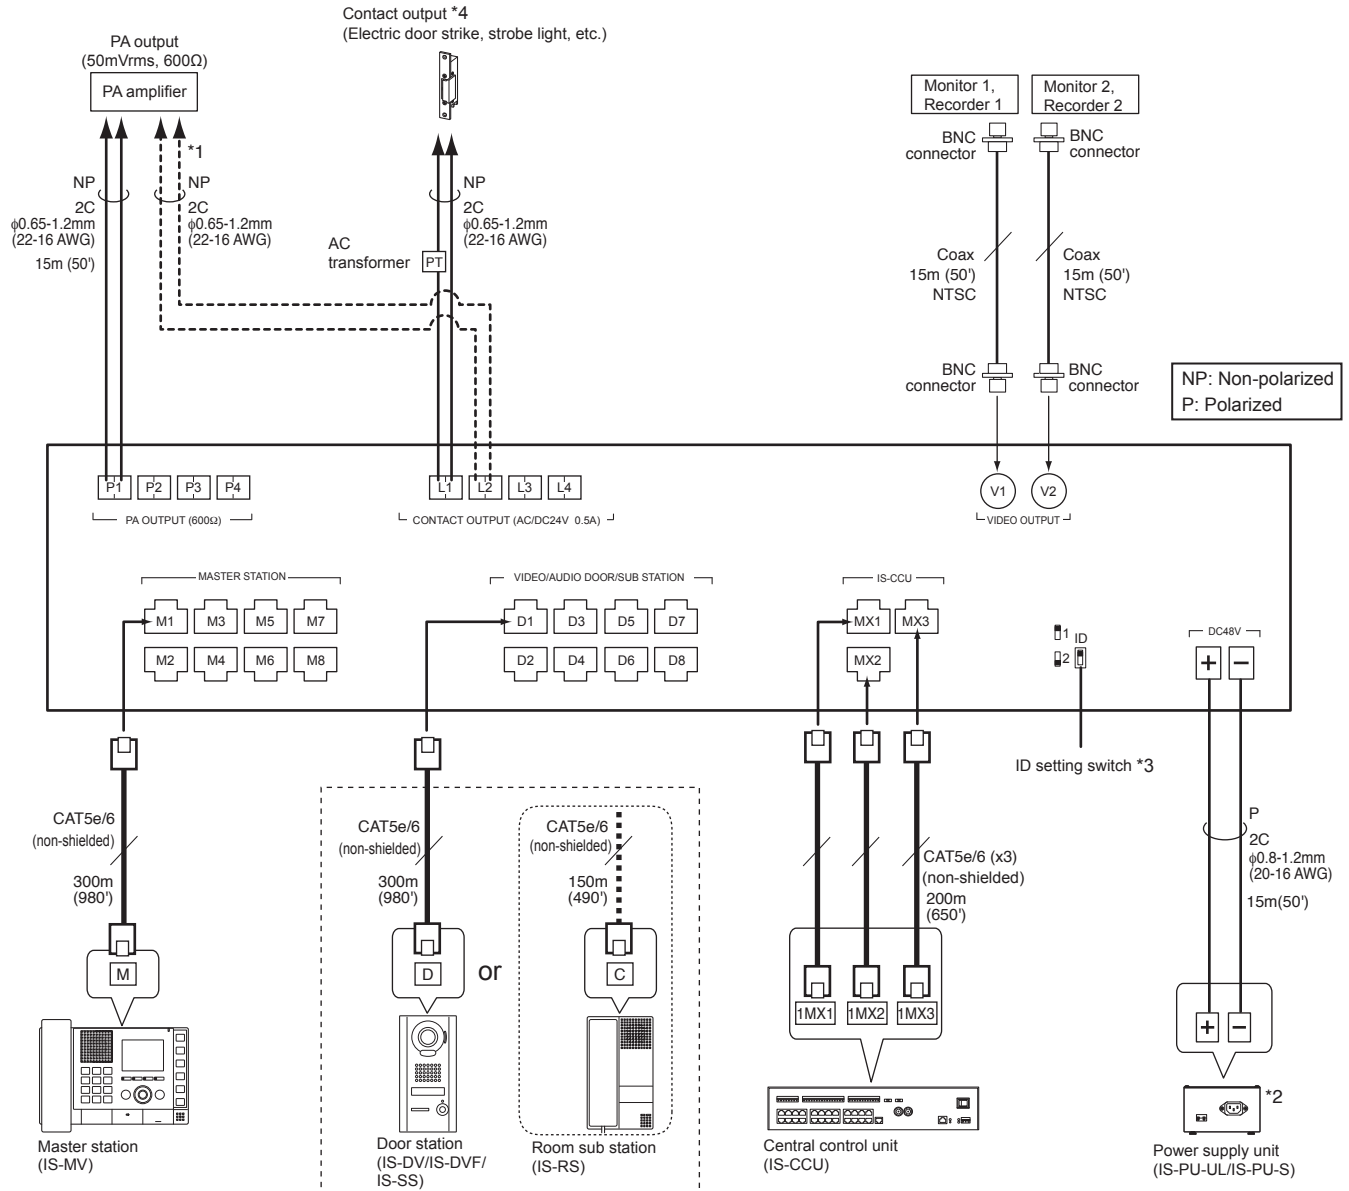 Contact output *4
(Electric door strike, strobe light, etc.)
PA output
(50mVrms, 600Ω)
PA amplifier
*1
NP
2C
ϕ0.65-1.2mm
(22-16 AWG)
15m (50')
NP
2C
ϕ0.65-1.2mm
(22-16 AWG)
NP
2C
ϕ0.65-1.2mm
(22-16 AWG)
AC
transformer
PT
Monitor 1,
Recorder 1
Monitor 2,
Recorder 2
BNC
connector
BNC
connector
Coax
15m (50')
NTSC
Coax
15m (50')
NTSC
BNC
connector
BNC
connector
NP: Non-polarized
P: Polarized
P1 P2 P3 P4
PA OUTPUT (600Ω)
L1 L2 L3 L4
CONTACT OUTPUT (AC/DC24V 0.5A)
V1 V2
VIDEO OUTPUT
MASTER STATION
M1 M3 M5 M7
M2 M4 M6 M8
VIDEO/AUDIO DOOR/SUB STATION
D1 D3 D5 D7
D2 D4 D6 D8
IS-CCU
MX1 MX3
MX2
1
2
ID
DC48V
+ −
ID setting switch *3
CAT5e/6
(non-shielded)
300m
(980')
M
Master station
(IS-MV)
CAT5e/6
(non-shielded)
300m
(980')
D
or
Door station
(IS-DV/IS-DVF/
IS-SS)
CAT5e/6
(non-shielded)
150m
(490')
C
Room sub station
(IS-RS)
CAT5e/6 (x3)
(non-shielded)
200m
(650')
1MX1 1MX2 1MX3
Central control unit
(IS-CCU)
P
2C
ϕ0.8-1.2mm
(20-16 AWG)
15m(50')
+ −
*2
Power supply unit
(IS-PU-UL/IS-PU-S)